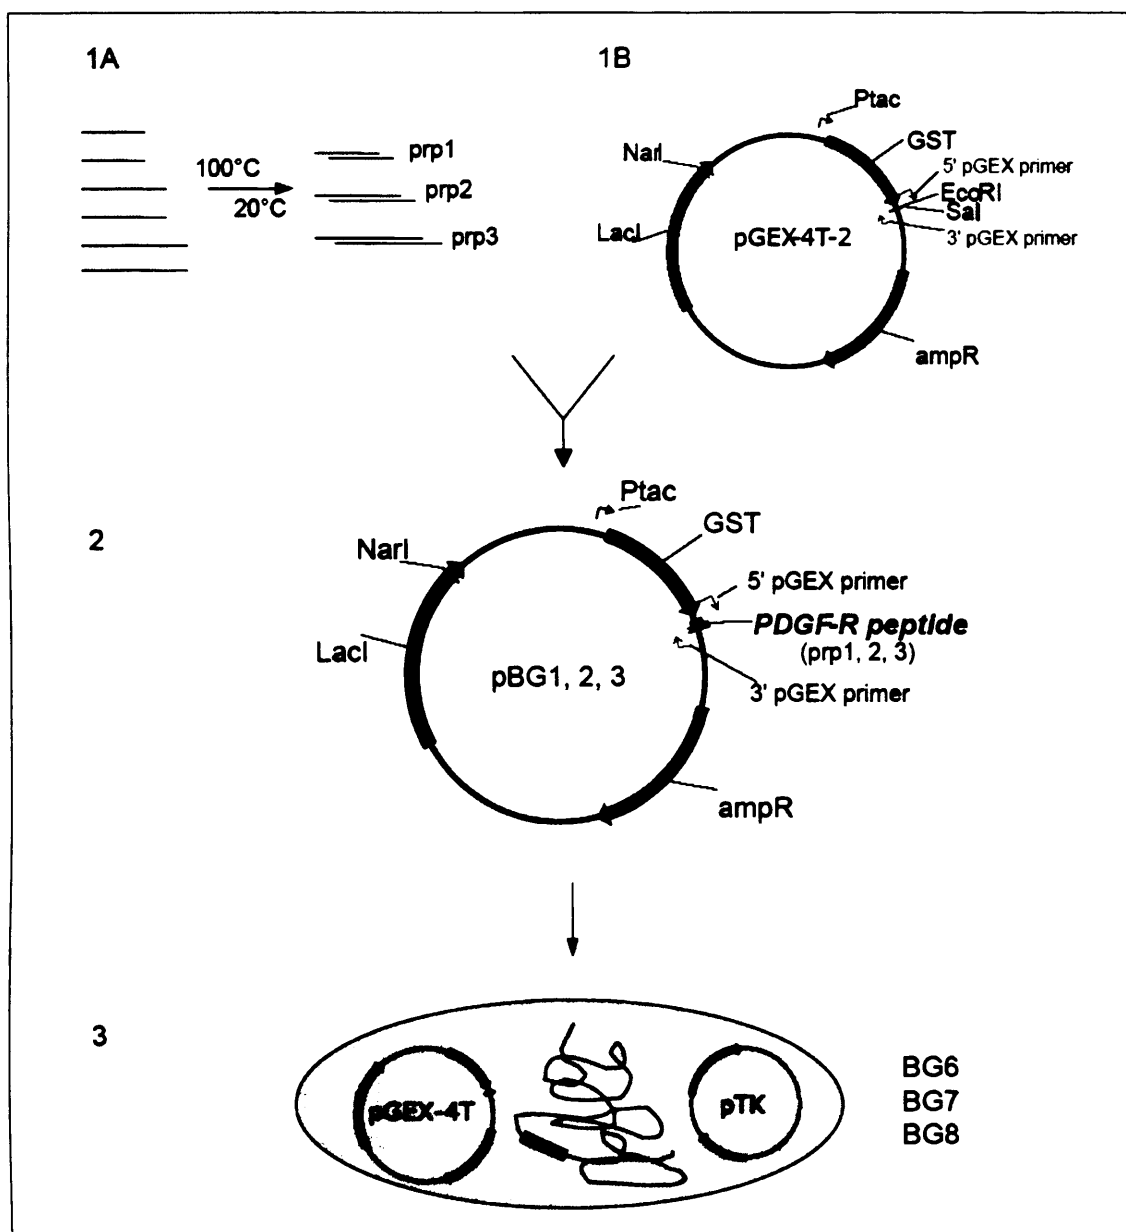 1A
100°C
20°C
prp1
prp2
prp3
1B
Ptac
GST
5' pGEX primer
EcoRI
SalI
3' pGEX primer
NarI
LacI
pGEX-4T-2
ampR
2
Ptac
GST
NarI
5' pGEX primer
PDGF-R peptide
(prp1, 2, 3)
LacI
pBG1, 2, 3
3' pGEX primer
ampR
3
pGEX-4T
pTK
BG6
BG7
BG8